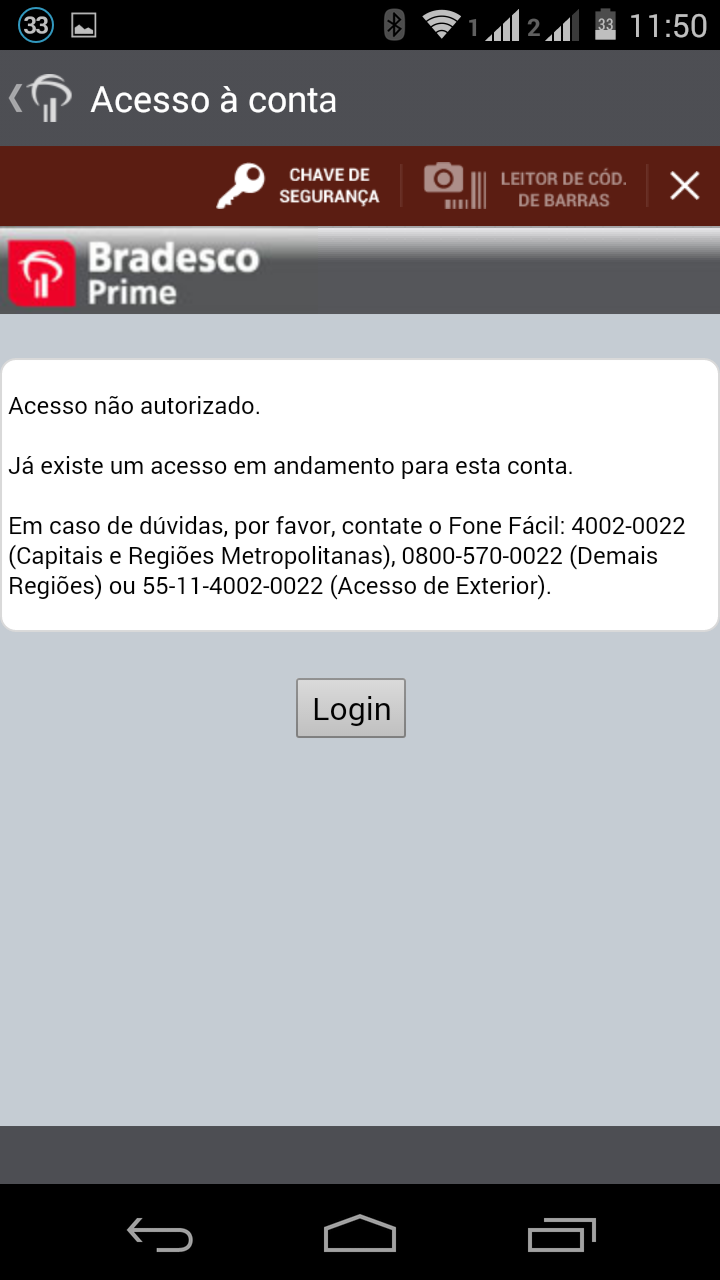 33 1 2 33 11:50
Acesso à conta
CHAVE DE
SEGURANÇA
LEITOR DE CÓD.
DE BARRAS
Bradesco
Prime
Acesso não autorizado.
Já existe um acesso em andamento para esta conta.
Em caso de dúvidas, por favor, contate o Fone Fácil: 4002-0022
(Capitais e Regiões Metropolitanas), 0800-570-0022 (Demais
Regiões) ou 55-11-4002-0022 (Acesso de Exterior).
Login